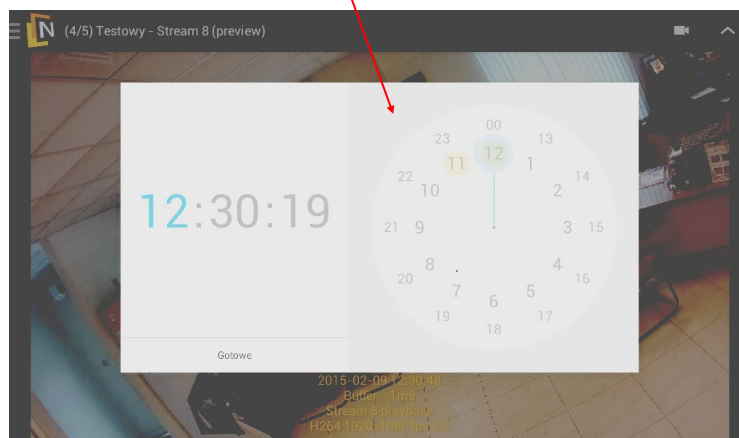 N (4/5) Testowy - Stream 8 (preview)
12:30:19
00
23 13
12
11 1
22 14
10 2
21 9 3 15
8 4
20 16
7 5
6
19 17
18
Gotowe
2015-02-09 12:30:48
Buffer: -1ms
Stream 8 playback
H264 1920x1080